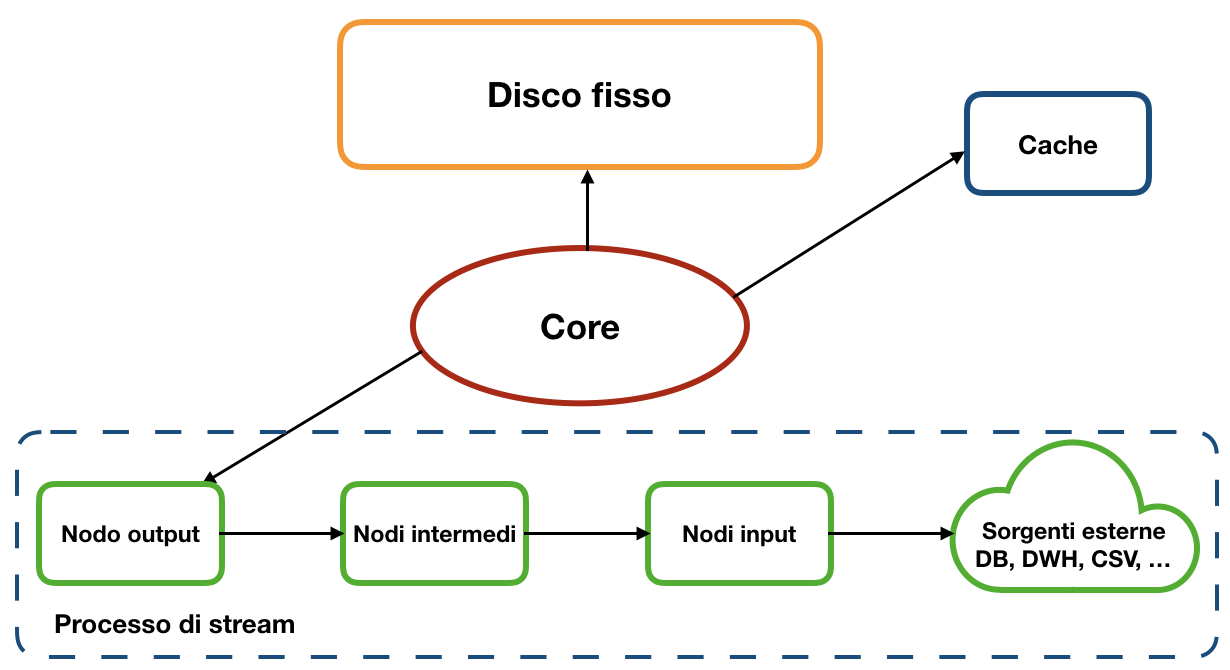 Disco fisso
Cache
Core
Nodo output
Nodi intermedi
Nodi input
Sorgenti esterne
DB, DWH, CSV, ...
Processo di stream